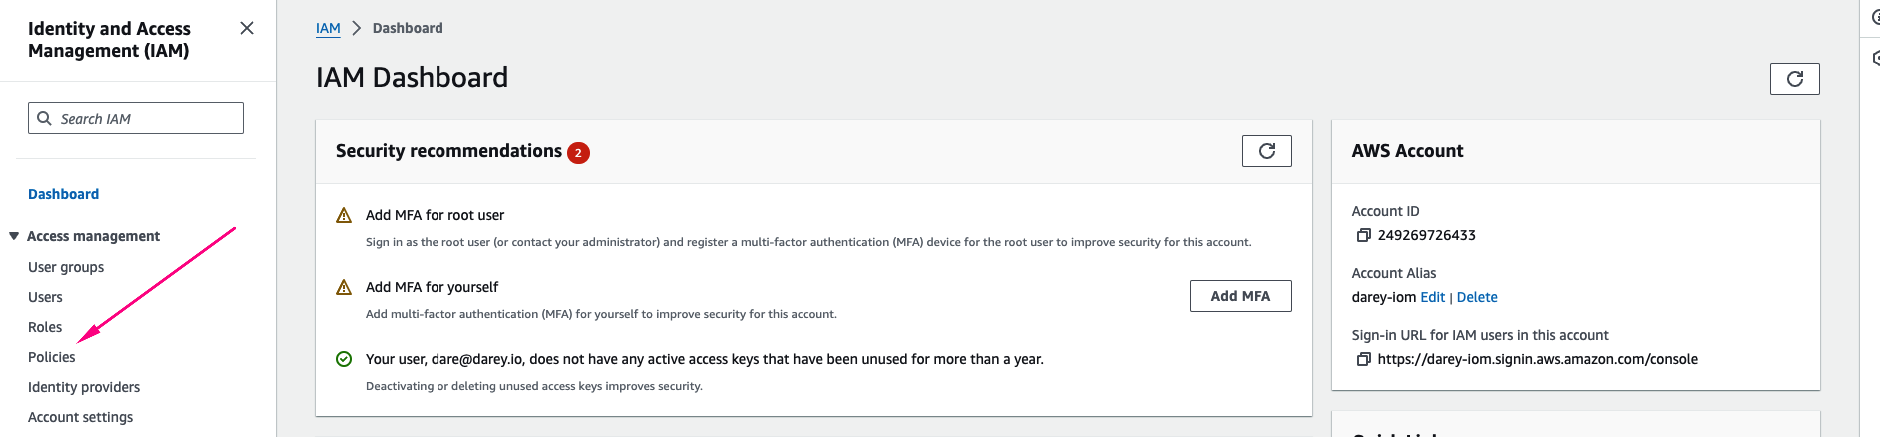 Identity and Access
Management (IAM)
Search IAM
Dashboard
Access management
User groups
Users
Roles
Policies
Identity providers
Account settings
IAM > Dashboard
IAM Dashboard
Security recommendations 2
Add MFA for root user
Sign in as the root user (or contact your administrator) and register a multi-factor authentication (MFA) device for the root user to improve security for this account.
Add MFA for yourself
Add MFA
Add multi-factor authentication (MFA) for yourself to improve security for this account.
Your user, dare@darey.io, does not have any active access keys that have been unused for more than a year.
Deactivating or deleting unused access keys improves security.
AWS Account
Account ID
249269726433
Account Alias
darey-iom Edit | Delete
Sign-in URL for IAM users in this account
https://darey-iom.signin.aws.amazon.com/console